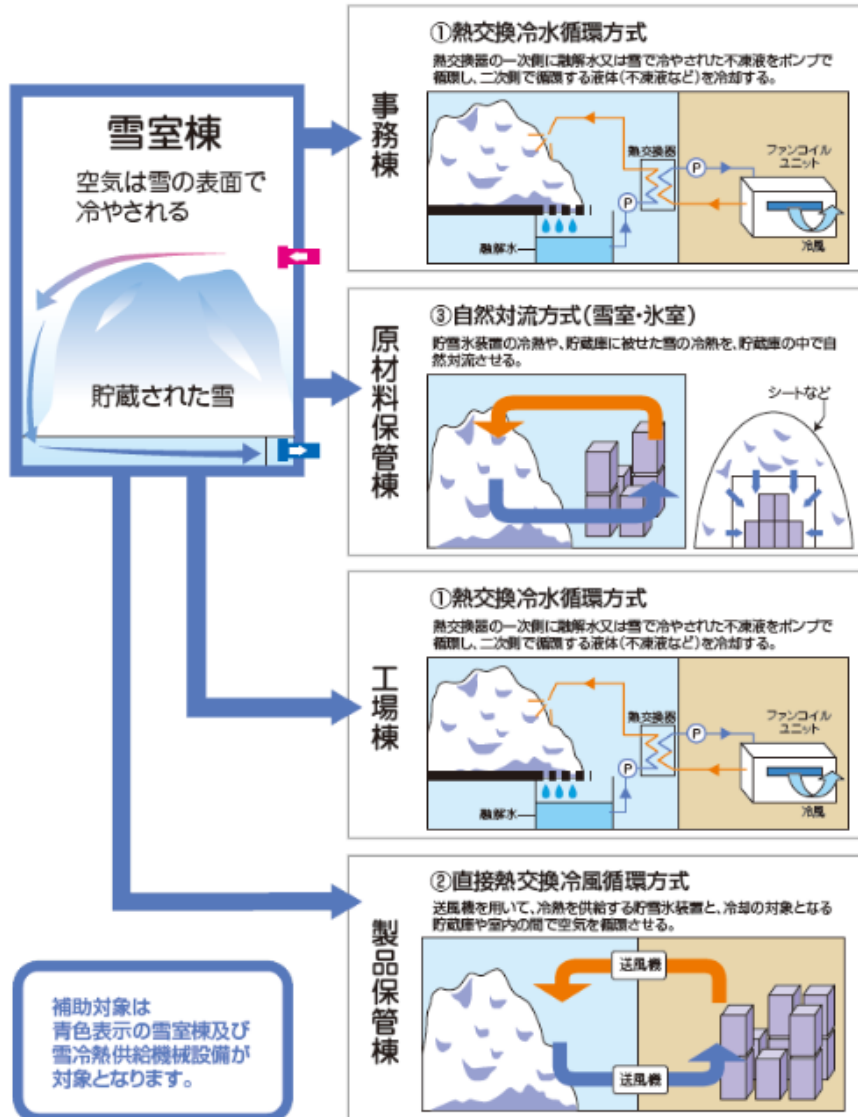 雪室棟
空気は雪の表面で
冷やされる
貯蔵された雪
補助対象は
青色表示の雪室棟及び
雪冷熱供給機械設備が
対象となります。
事務棟
①熱交換冷水循環方式
熱交換器の一次側に融解水又は雪で冷やされた不凍液をポンプで
循環し、二次側で循環する液体(不凍液など)を冷却する。
熱交換器
ファンコイル
ユニット
P
P
融解水
冷風
原材料保管棟
③自然対流方式(雪室・氷室)
貯雪氷装置の冷熱や、貯蔵庫に被せた雪の冷熱を、貯蔵庫の中で自
然対流させる。
シートなど
工場棟
①熱交換冷水循環方式
熱交換器の一次側に融解水又は雪で冷やされた不凍液をポンプで
循環し、二次側で循環する液体(不凍液など)を冷却する。
熱交換器
ファンコイル
ユニット
P
P
融解水
冷風
製品保管棟
②直接熱交換冷風循環方式
送風機を用いて、冷熱を供給する貯雪氷装置と、冷却の対象となる
貯蔵庫や室内の間で空気を循環させる。
送風機
送風機